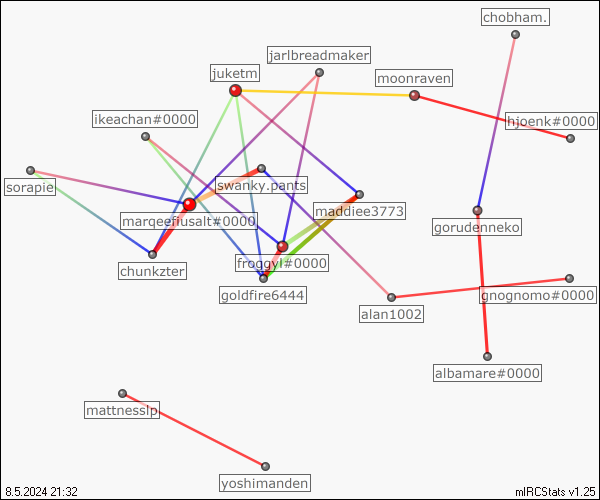 chobham.
jarlbreadmaker
juketm
moonraven
ikeachan#0000
hjoenk#0000
sorapie
swanky.pants
maddiee3773
marqeefiusalt#0000
gorudenneko
froggyl#0000
chunkzter
goldfire6444
gnognomo#0000
alan1002
albamare#0000
mattnesslp
yoshimanden
8.5.2024 21:32
mIRCStats v1.25